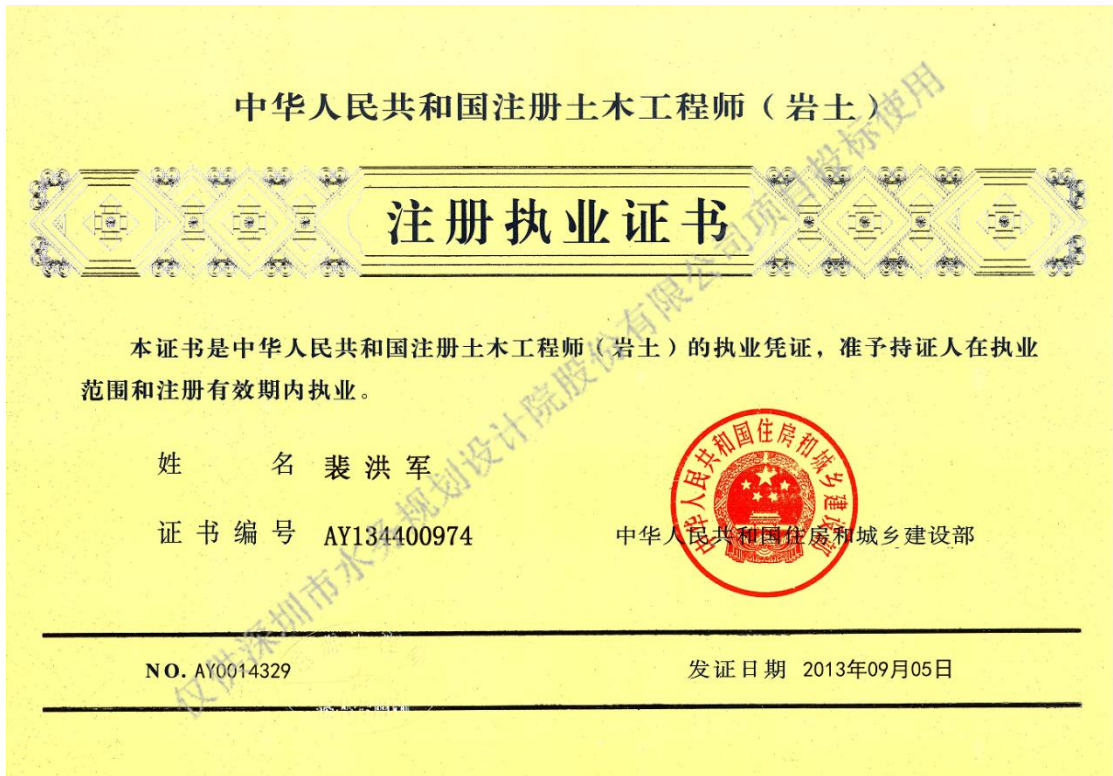 中华人民共和国注册土木工程师（岩土）
注册执业证书
本证书是中华人民共和国注册土木工程师（岩土）的执业凭证，准予持证人在执业
范围和注册有效期内执业。
姓 名 裴洪军
证书编号 AY134400974
中华人民共和国住房和城乡建设部
中华人民共和国住房和城乡建设部
NO. AY0014329
发证日期 2013年09月05日
仅供深圳市水务规划设计院股份有限公司项目投标使用